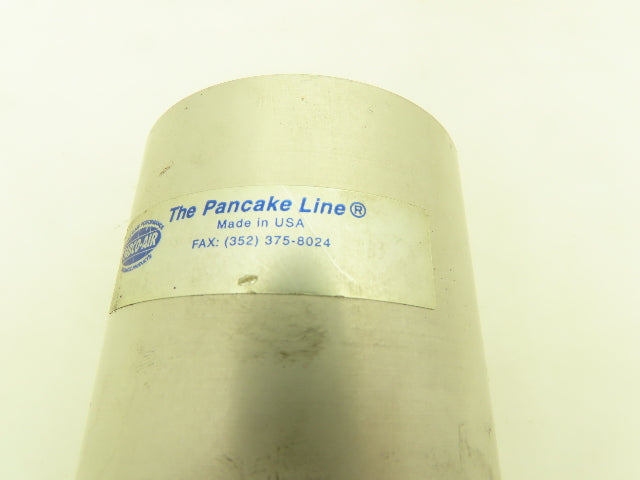 The Pancake Line®
Made in USA
FAX: (352) 375-8024